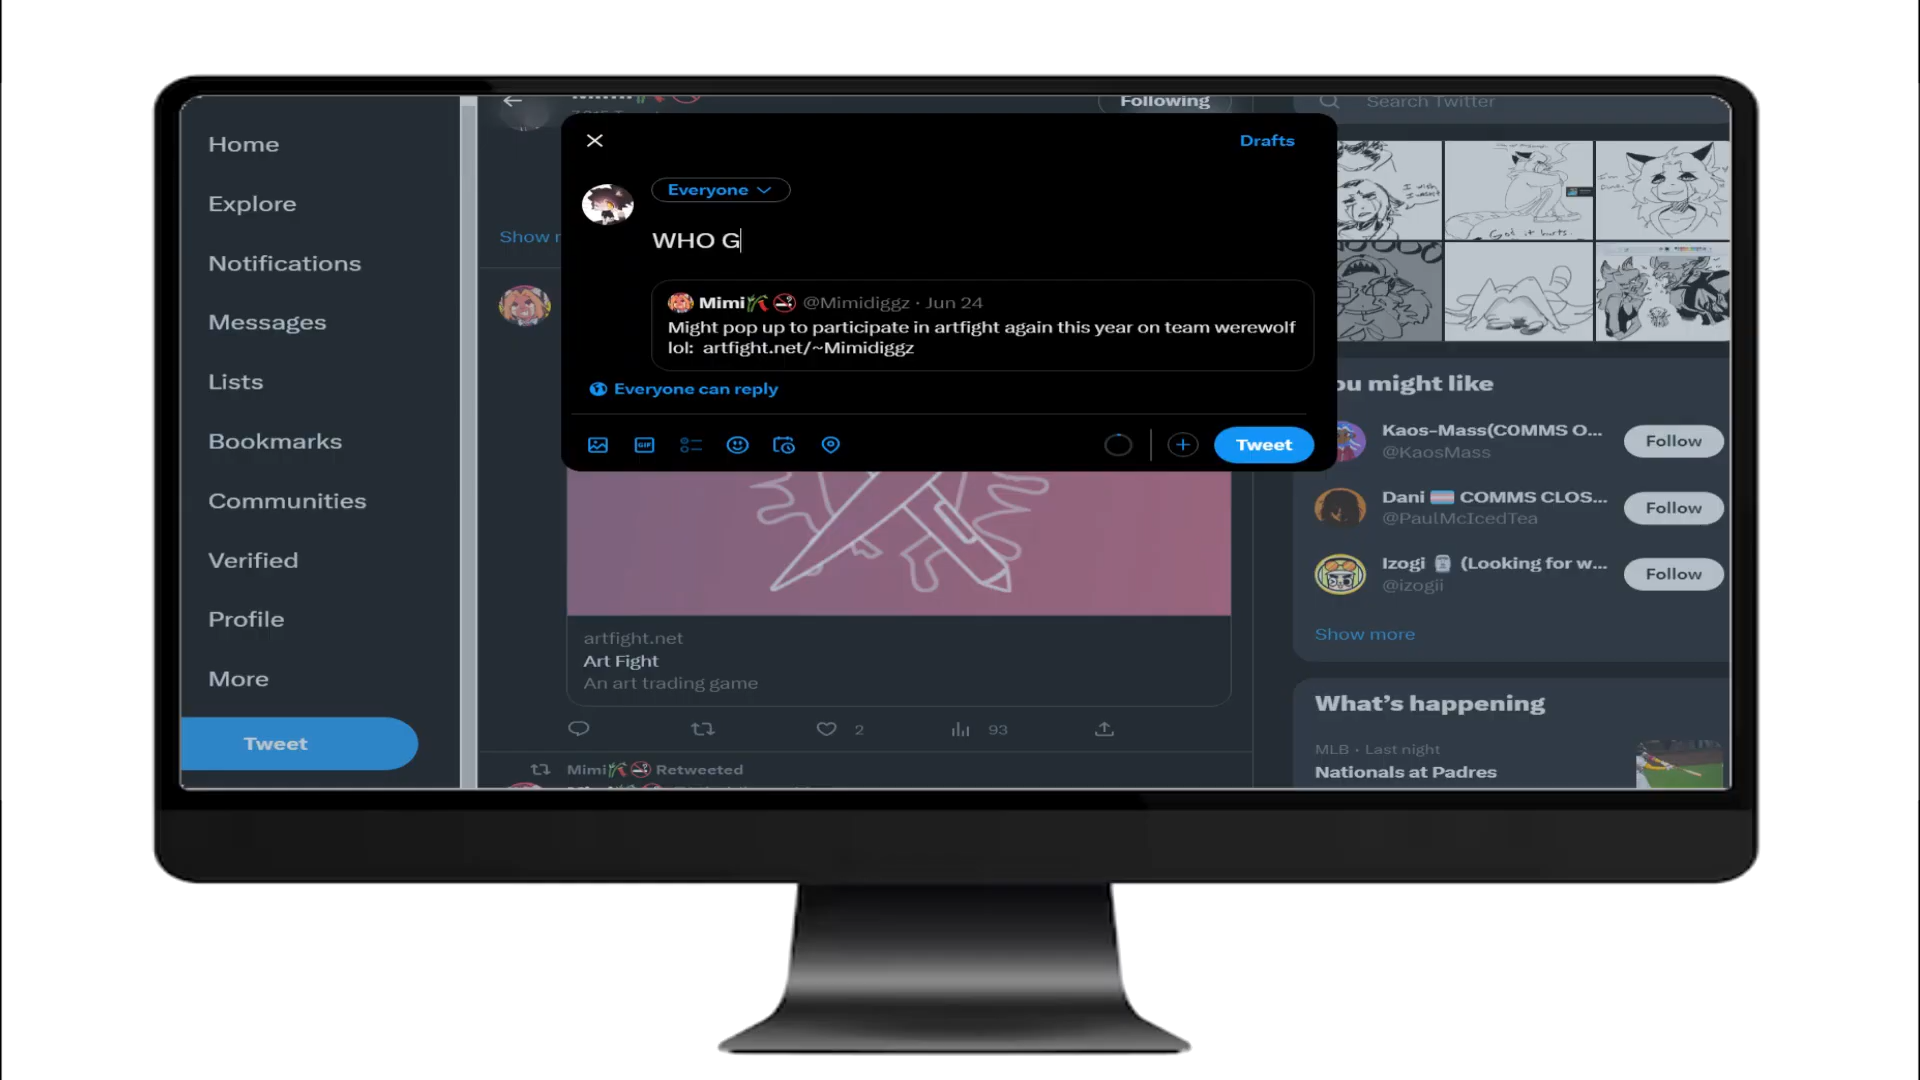 Home
Explore
Notifications
Messages
Lists
Bookmarks
Communities
Verified
Profile
More
Tweet
Following
Search Twitter
Drafts
Everyone
WHO G
Mimi @Mimidiggz · Jun 24
Might pop up to participate in artfight again this year on team werewolf
lol: artfight.net/~Mimidiggz
Everyone can reply
GIF
Tweet
artfight.net
Art Fight
An art trading game
2
93
Mimi Retweeted
God it hurts.
ou might like
Kaos-Mass(COMMS O...
@KaosMass
Follow
Dani COMMS CLOS...
@PaulMcIcedTea
Follow
Izogi (Looking for w...
@izogii
Follow
Show more
What's happening
MLB · Last night
Nationals at Padres